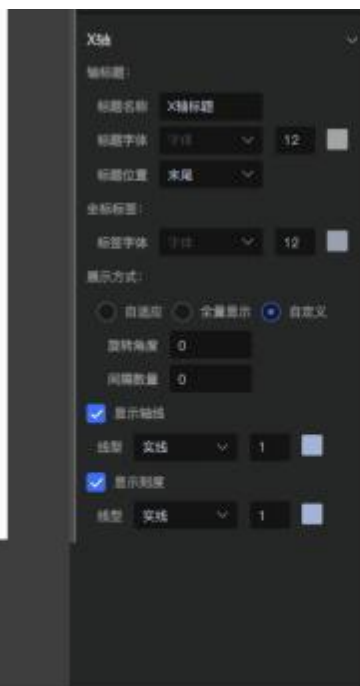 X轴
轴标题:
标题名称 X轴标题
标题字体 字体 12
标题位置 末尾
坐标标签:
标签字体 字体 12
展示方式:
自适应 全量显示 自定义
旋转角度 0
间隔数量 0
显示轴线
线型 实线 1
显示刻度
线型 实线 1